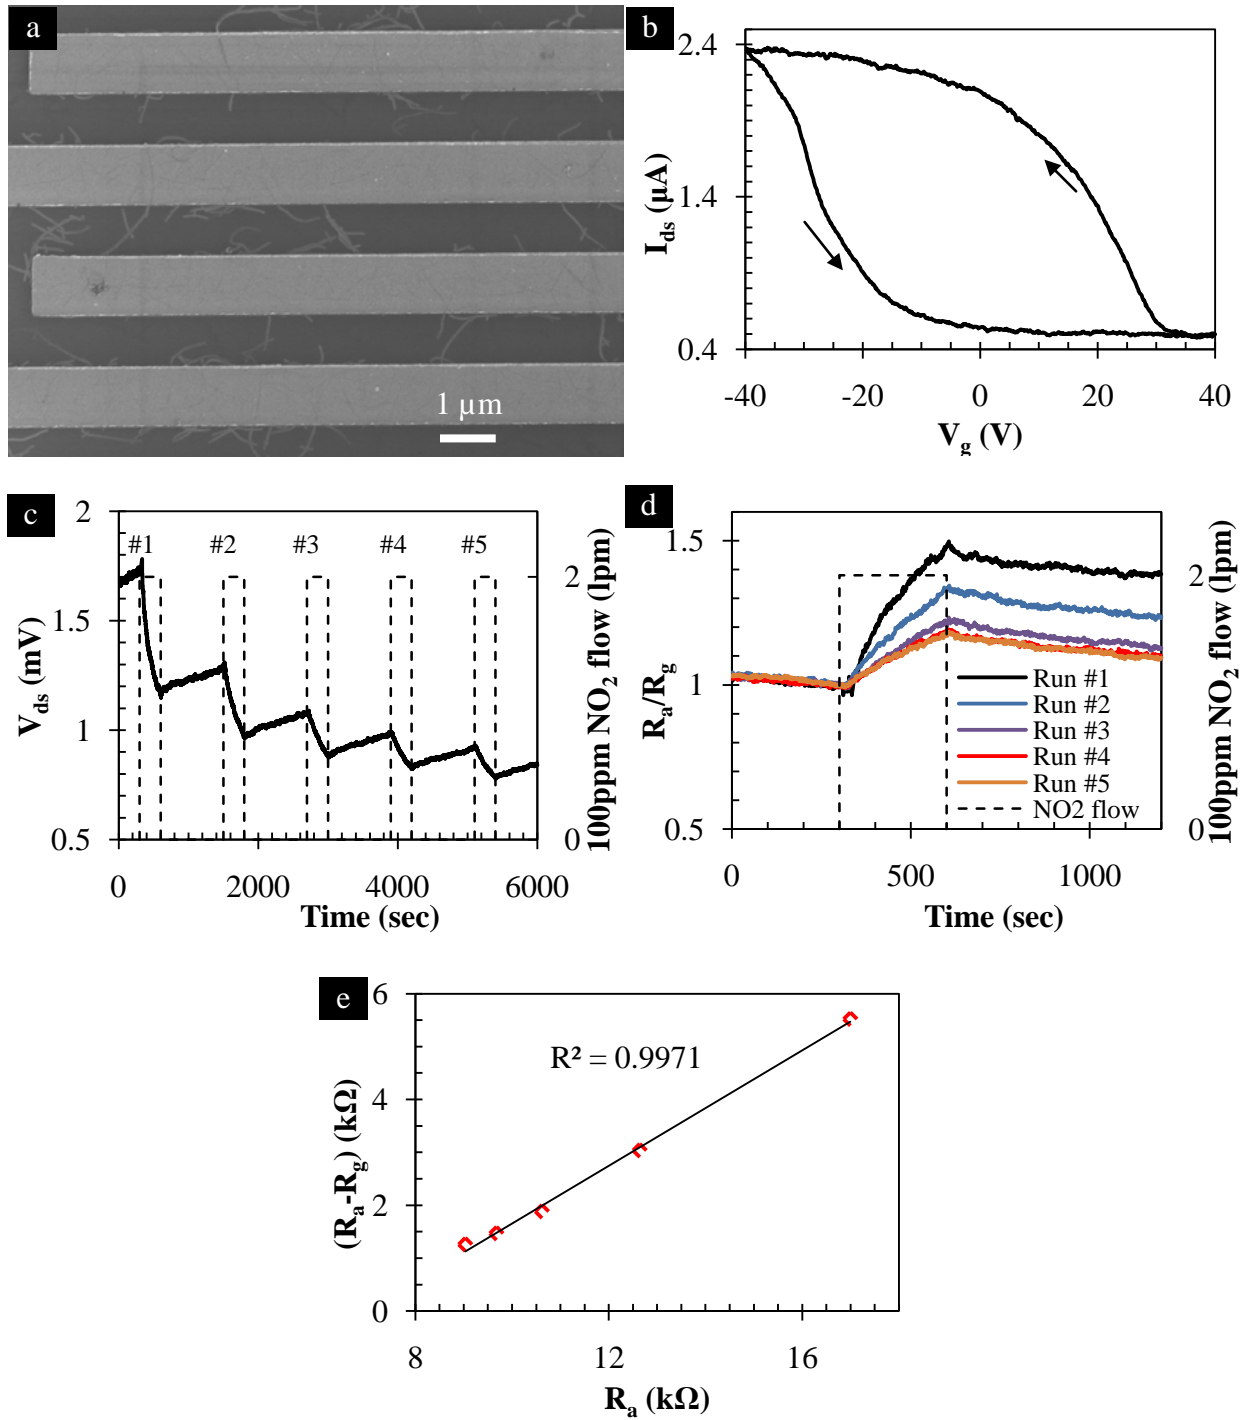 a
1 µm
b
2.4
1.4
0.4
I_ds (µA)
-40 -20 0 20 40
V_g (V)
c
2
1.5
1
0.5
V_ds (mV)
#1 #2 #3 #4 #5
2
0
100ppm NO_2 flow (lpm)
0 2000 4000 6000
Time (sec)
d
1.5
1
0.5
R_a/R_g
Run #1
Run #2
Run #3
Run #4
Run #5
NO2 flow
2
0
100ppm NO_2 flow (lpm)
0 500 1000
Time (sec)
e
6
4
2
0
(R_a-R_g) (kΩ)
R² = 0.9971
8 12 16
R_a (kΩ)